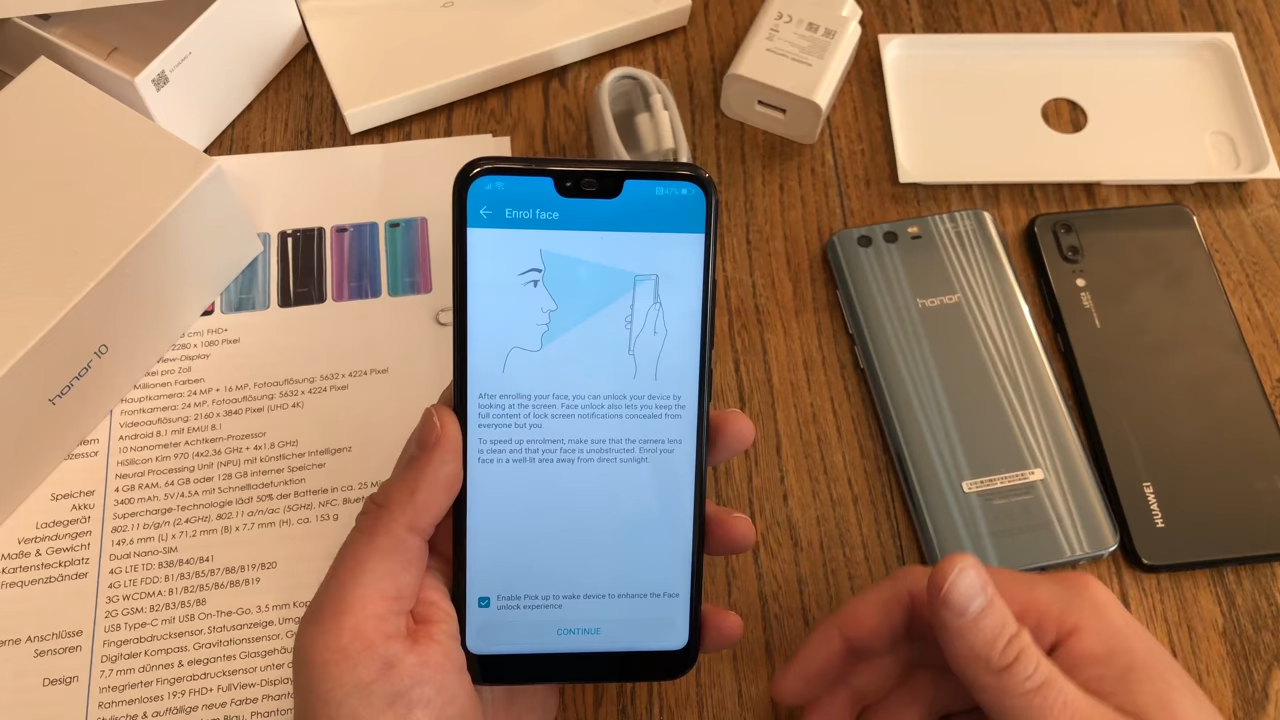 47%
Enrol face
After enrolling your face, you can unlock your device by
looking at the screen. Face unlock also lets you keep the
full content of lock screen notifications concealed from
everyone but you.
To speed up enrolment, make sure that the camera lens
is clean and that your face is unobstructed. Enrol your
face in a well-lit area away from direct sunlight.
Enable Pick up to wake device to enhance the Face
unlock experience
CONTINUE
honor 10
cm) FHD+
2280 x 1080 Pixel
View-Display
pro Zoll
Millionen Farben
Hauptkamera: 24 MP + 16 MP, Fotoauflösung: 5632 x 4224 Pixel
Frontkamera: 24 MP, Fotoauflösung: 5632 x 4224 Pixel
Videoauflösung: 2160 x 3840 Pixel (UHD 4K)
Android 8.1 mit EMUI 8.1
10 Nanometer Achtkern-Prozessor
HiSilicon Kirin 970 (4x2,36 GHz + 4x1,8 GHz)
Neural Processing Unit (NPU) mit künstlicher Intelligenz
Speicher 4 GB RAM, 64 GB oder 128 GB interner Speicher
Akku 3400 mAh, 5V/4.5A mit Schnellladefunktion
Ladegerät Supercharge-Technologie lädt 50% der Batterie in ca. 25
Verbindungen 802.11 b/g/n (2.4GHz), 802.11 a/n/ac (5GHz), NFC,
Maße & Gewicht 149,6 mm (L) x 71,2 mm (B) x 7,7 mm (H), ca. 153 g
Kartensteckplatz Dual Nano-SIM
Frequenzbänder 4G LTE TD: B38/B40/B41
4G LTE FDD: B1/B3/B5/B7/B8/B19/B20
3G WCDMA: B1/B2/B5/B6/B8/B19
2G GSM: B2/B3/B5/B8
Anschlüsse USB Type-C mit USB On-The-Go, 3,5 mm
Sensoren Fingerabdrucksensor, Statusanzeige,
Digitaler Kompass, Gravitationssensor,
Design 7,7 mm dünnes & elegantes
Integrierter Fingerabdrucksensor unter
Rahmenloses 19:9 FHD+ FullView-Display
Stylische & auffällige neue Farbe
Blau,
honor
LEICA
HUAWEI